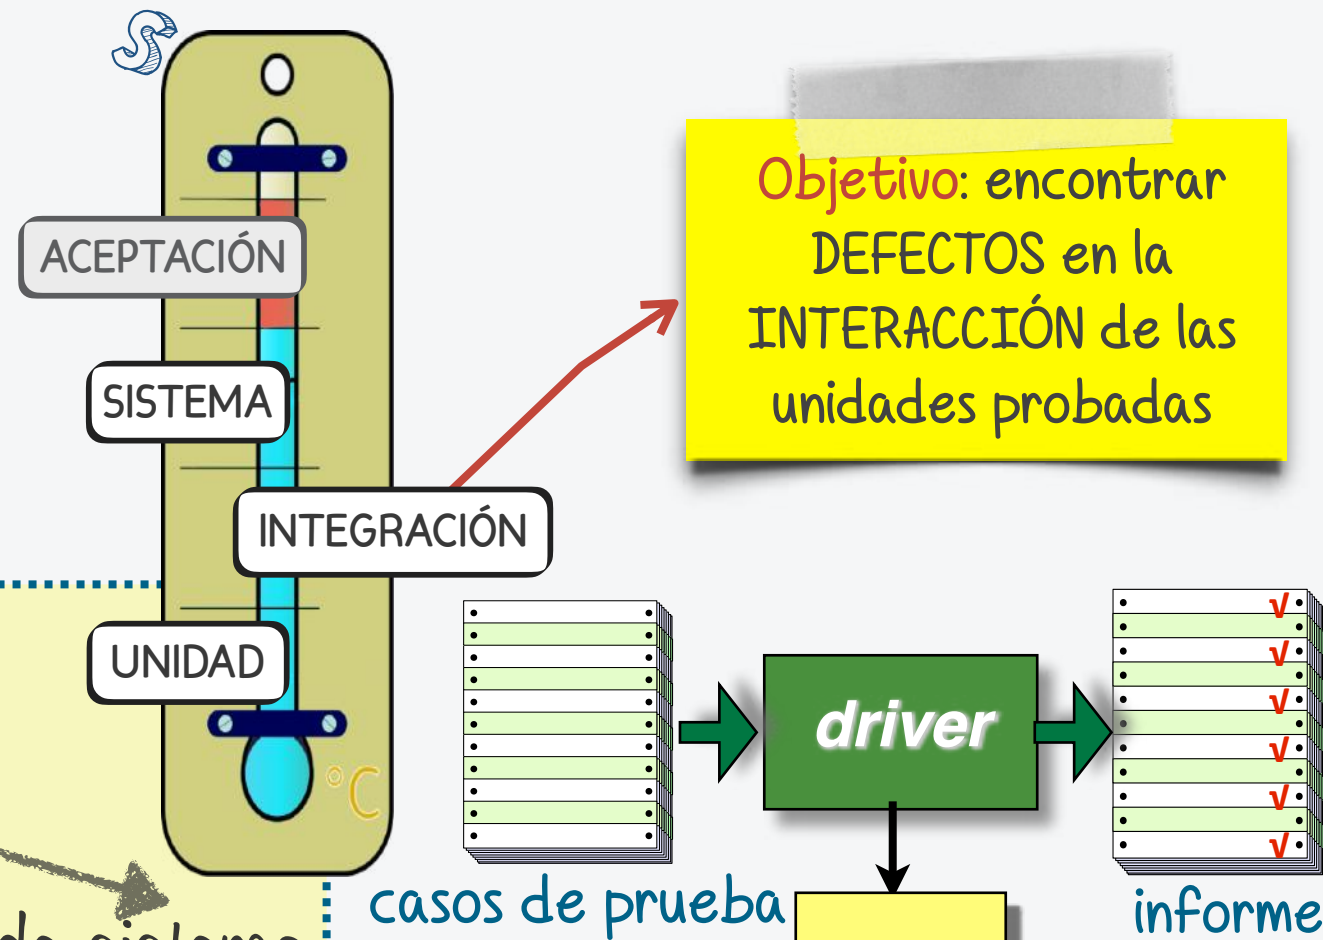 S
Objetivo: encontrar
DEFECTOS en la
INTERACCIÓN de las
unidades probadas
ACEPTACIÓN
SISTEMA
INTEGRACIÓN
UNIDAD
°C
driver
√
√
√
√
√
√
casos de prueba
informe